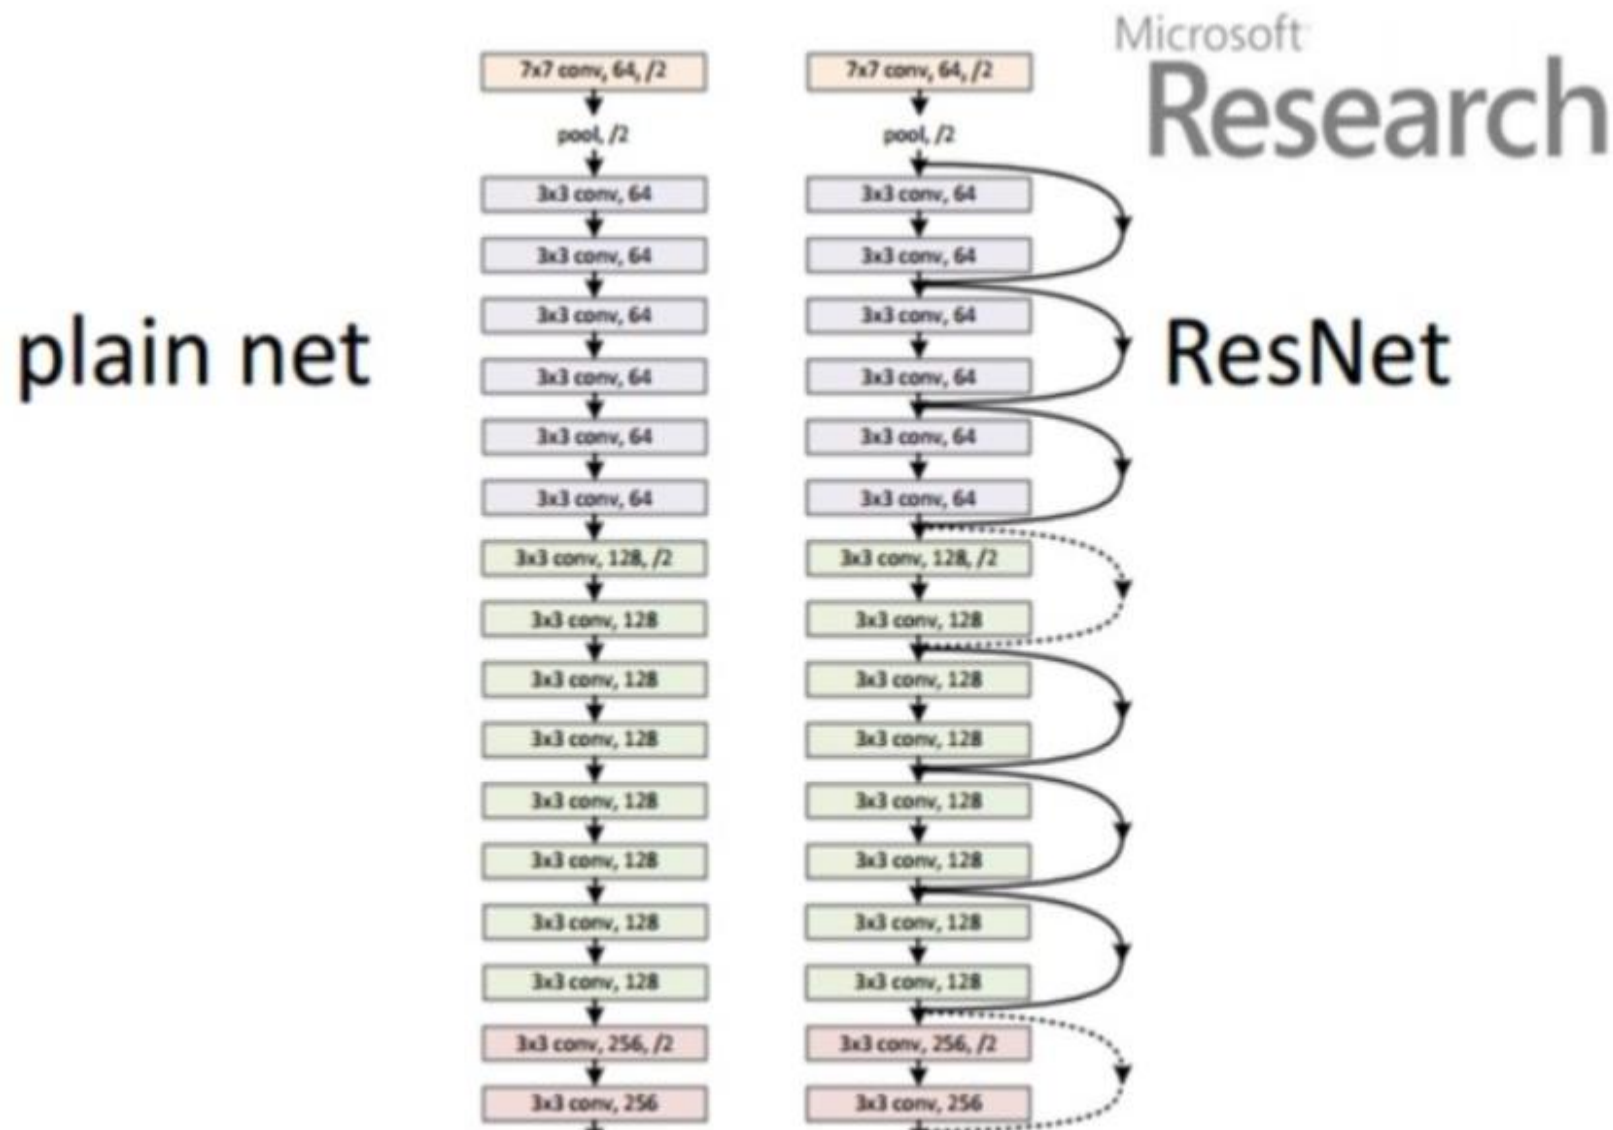 Microsoft
Research
plain net
ResNet
7x7 conv, 64, /2
pool, /2
3x3 conv, 64
3x3 conv, 64
3x3 conv, 64
3x3 conv, 64
3x3 conv, 64
3x3 conv, 64
3x3 conv, 128, /2
3x3 conv, 128
3x3 conv, 128
3x3 conv, 128
3x3 conv, 128
3x3 conv, 128
3x3 conv, 128
3x3 conv, 128
3x3 conv, 256, /2
3x3 conv, 256
7x7 conv, 64, /2
pool, /2
3x3 conv, 64
3x3 conv, 64
3x3 conv, 64
3x3 conv, 64
3x3 conv, 64
3x3 conv, 64
3x3 conv, 128, /2
3x3 conv, 128
3x3 conv, 128
3x3 conv, 128
3x3 conv, 128
3x3 conv, 128
3x3 conv, 128
3x3 conv, 128
3x3 conv, 256, /2
3x3 conv, 256